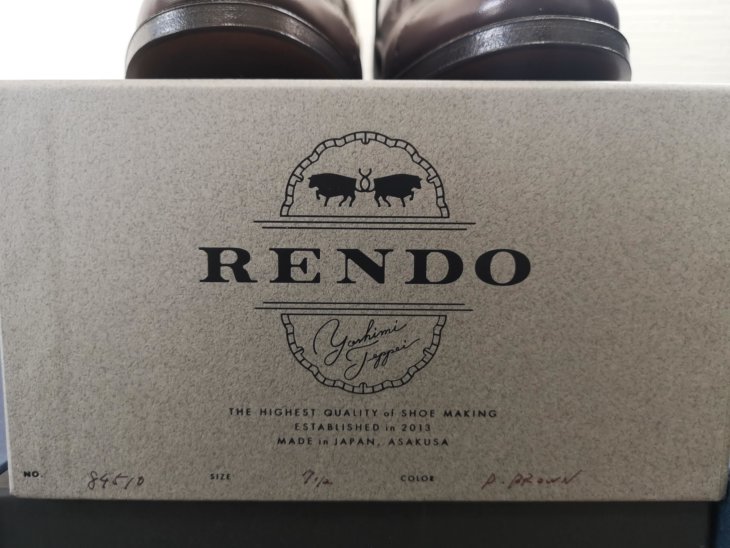 RENDO
Yoshimi
Teppei
THE HIGHEST QUALITY of SHOE MAKING
ESTABLISHED in 2013
MADE in JAPAN, ASAKUSA
NO. 8451D SIZE 7 1/2 COLOR D. BROWN